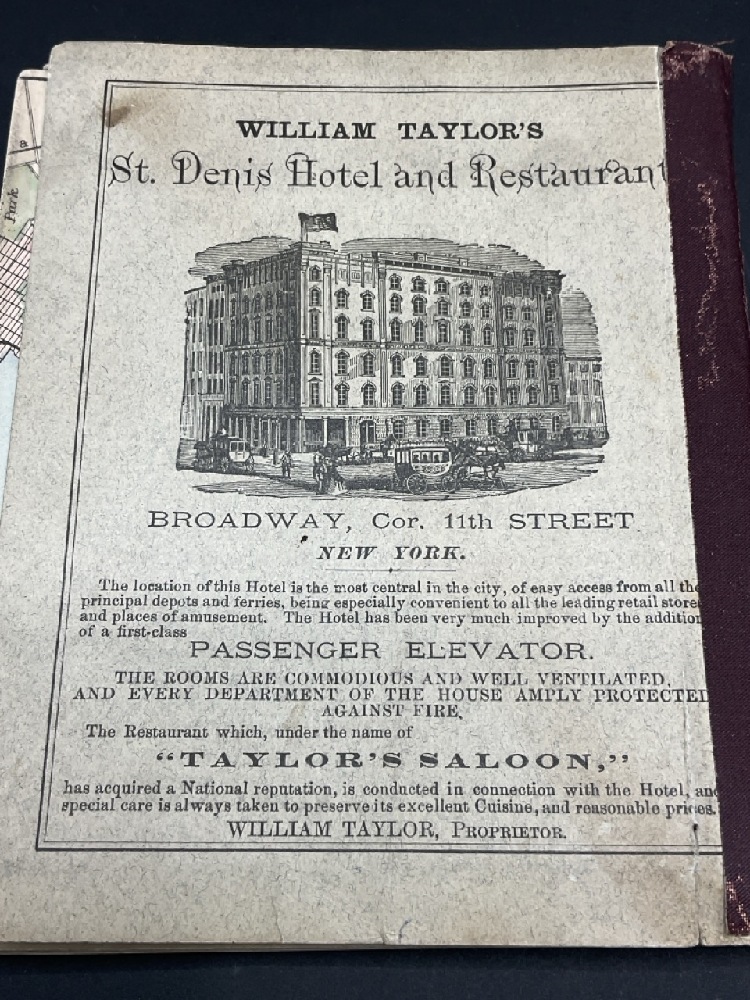 a
Park
WILLIAM TAYLOR'S
St. Denis Hotel and Restaurant
BROADWAY, Cor. 11th STREET
NEW YORK.
The location of this Hotel is the most central in the city, of easy access from all the
principal depots and ferries, being especially convenient to all the leading retail store
and places of amusement. The Hotel has been very much improved by the addition
of a first-class
PASSENGER ELEVATOR.
THE ROOMS ARE COMMODIOUS AND WELL VENTILATED,
AND EVERY DEPARTMENT OF THE HOUSE AMPLY PROTECTED
AGAINST FIRE.
The Restaurant which, under the name of
"TAYLOR'S SALOON,"
has acquired a National reputation, is conducted in connection with the Hotel, and
special care is always taken to preserve its excellent Cuisine, and reasonable prices.
WILLIAM TAYLOR, PROPRIETOR.